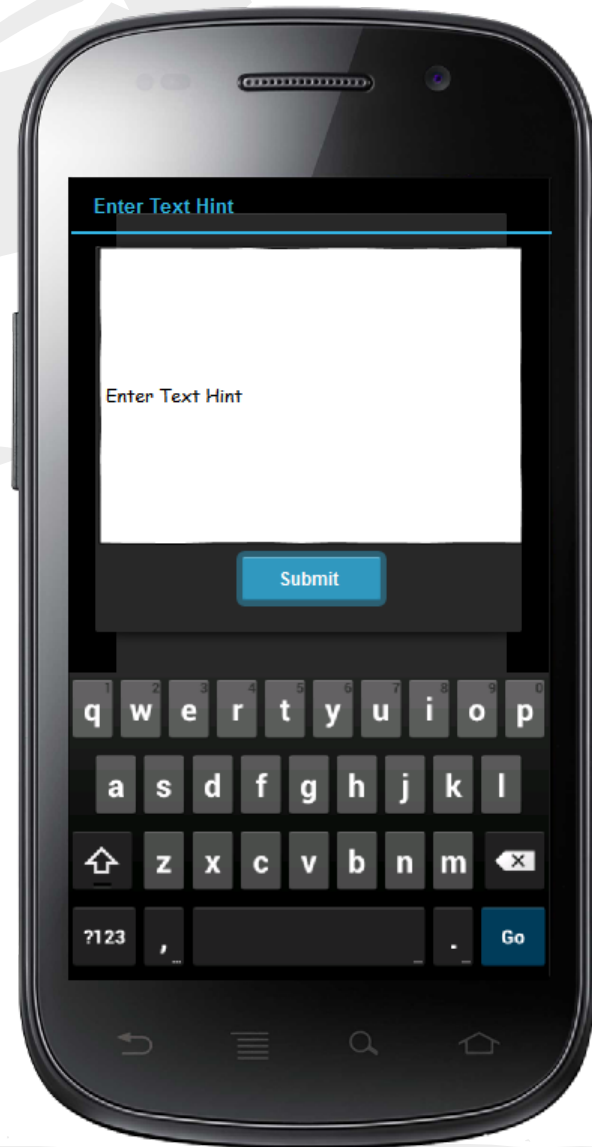 Enter Text Hint
Enter Text Hint
Submit
1 2 3 4 5 6 7 8 9 0
q w e r t y u i o p
a s d f g h j k l
z x c v b n m
?123 , . Go